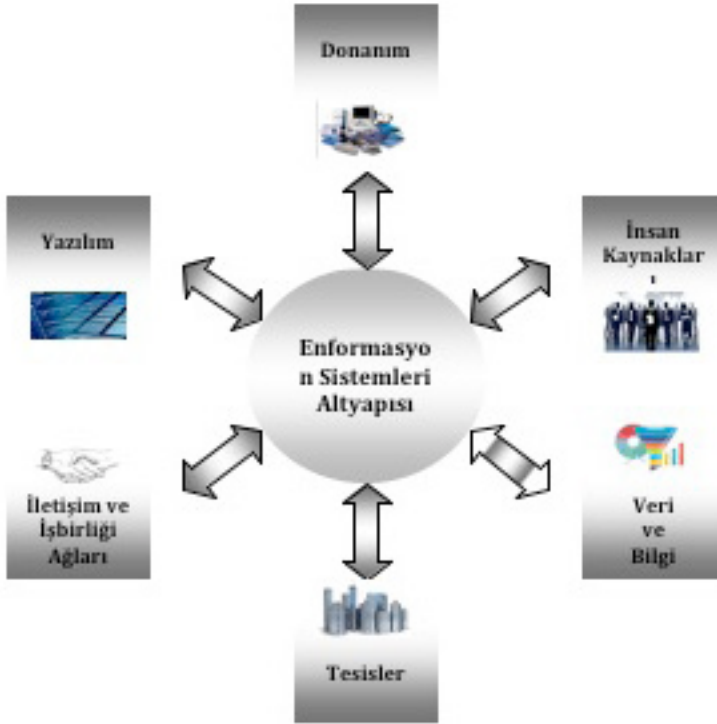 Donanım
Yazılım
İnsan
Kaynaklar
ı
Enformasyo
n Sistemleri
Altyapısı
İletişim ve
İşbirliği
Ağları
Veri
ve
Bilgi
Tesisler